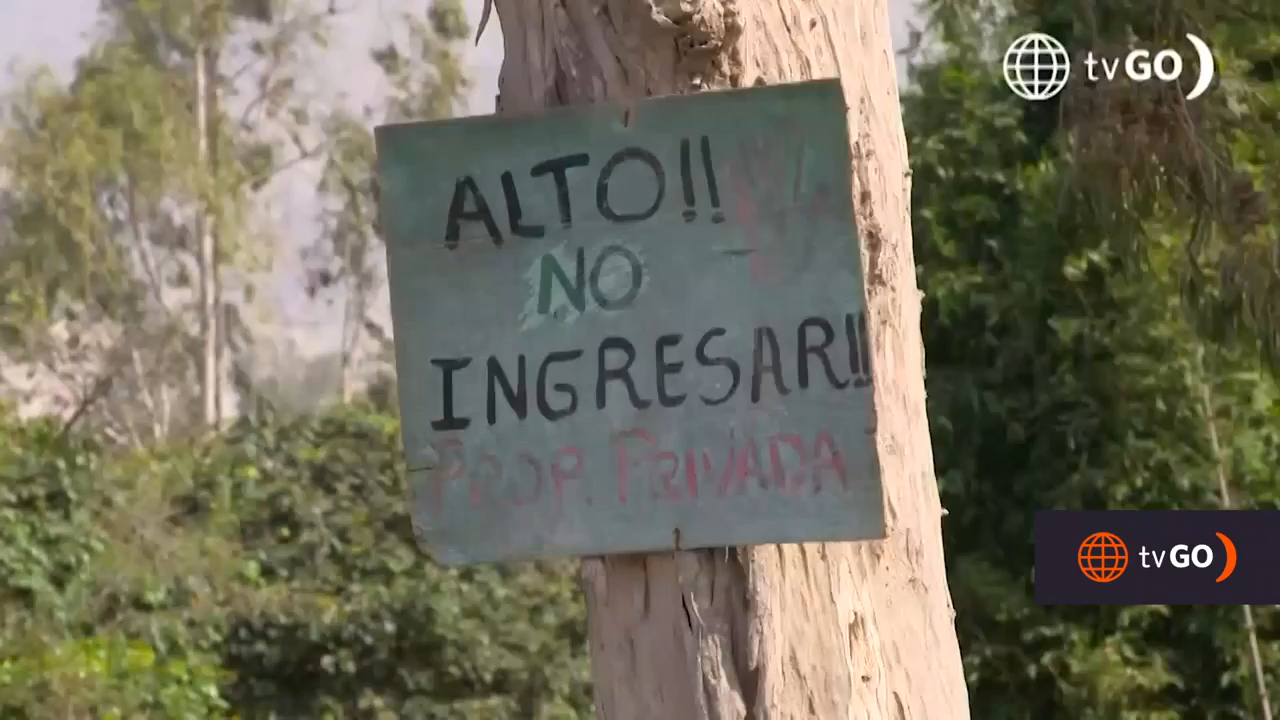 tvGO
ALTO!!
NO
INGRESAR!!
PROP. PRIVADA
tvGO